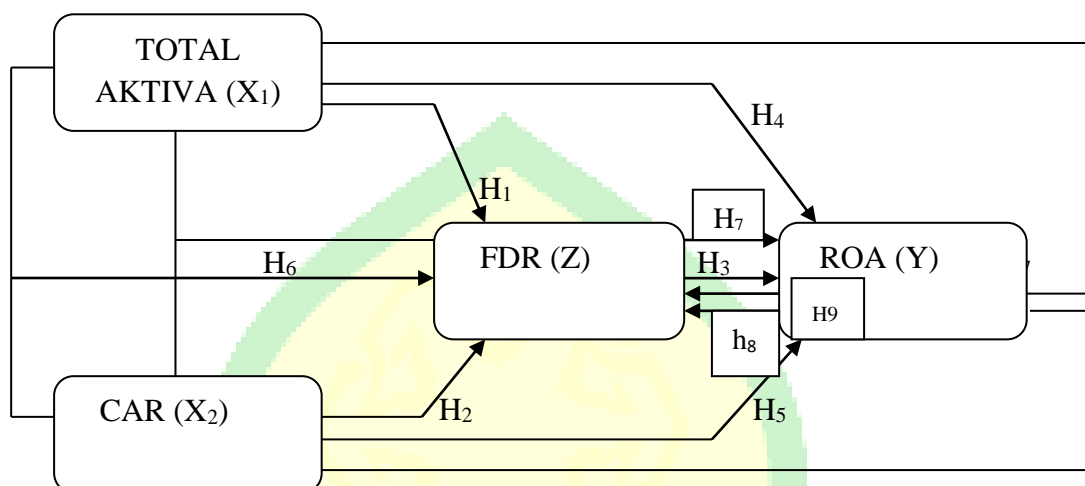 TOTAL
AKTIVA (X₁)
H₄
H₁
H₇
FDR (Z)
ROA (Y)
H₆
H₃
H9
h₈
CAR (X₂)
H₂
H₅